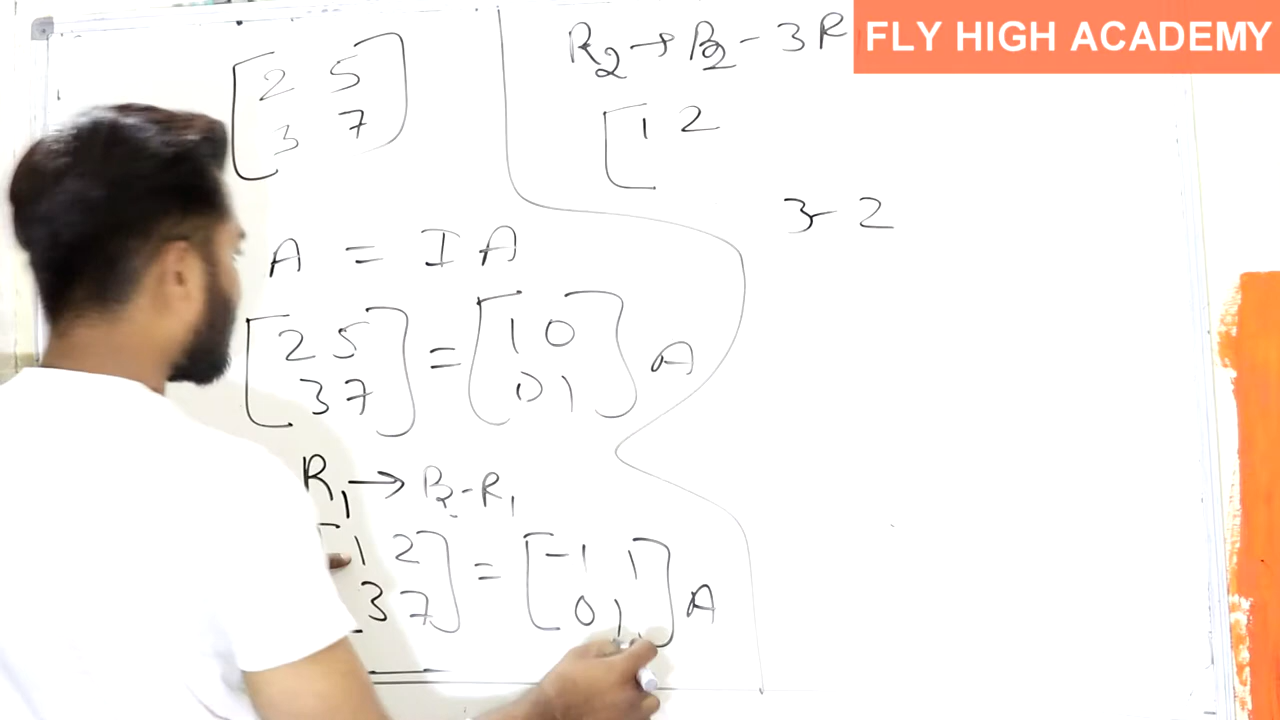 FLY HIGH ACADEMY
2 5
3 7
A = I A
[2 5 = [1 0 A
3 7] 0 1]
R1 → R2 - R1
[1 2 = [-1 1 A
3 7] 0 1]
R2 → R2 - 3R
[1 2
3 - 2